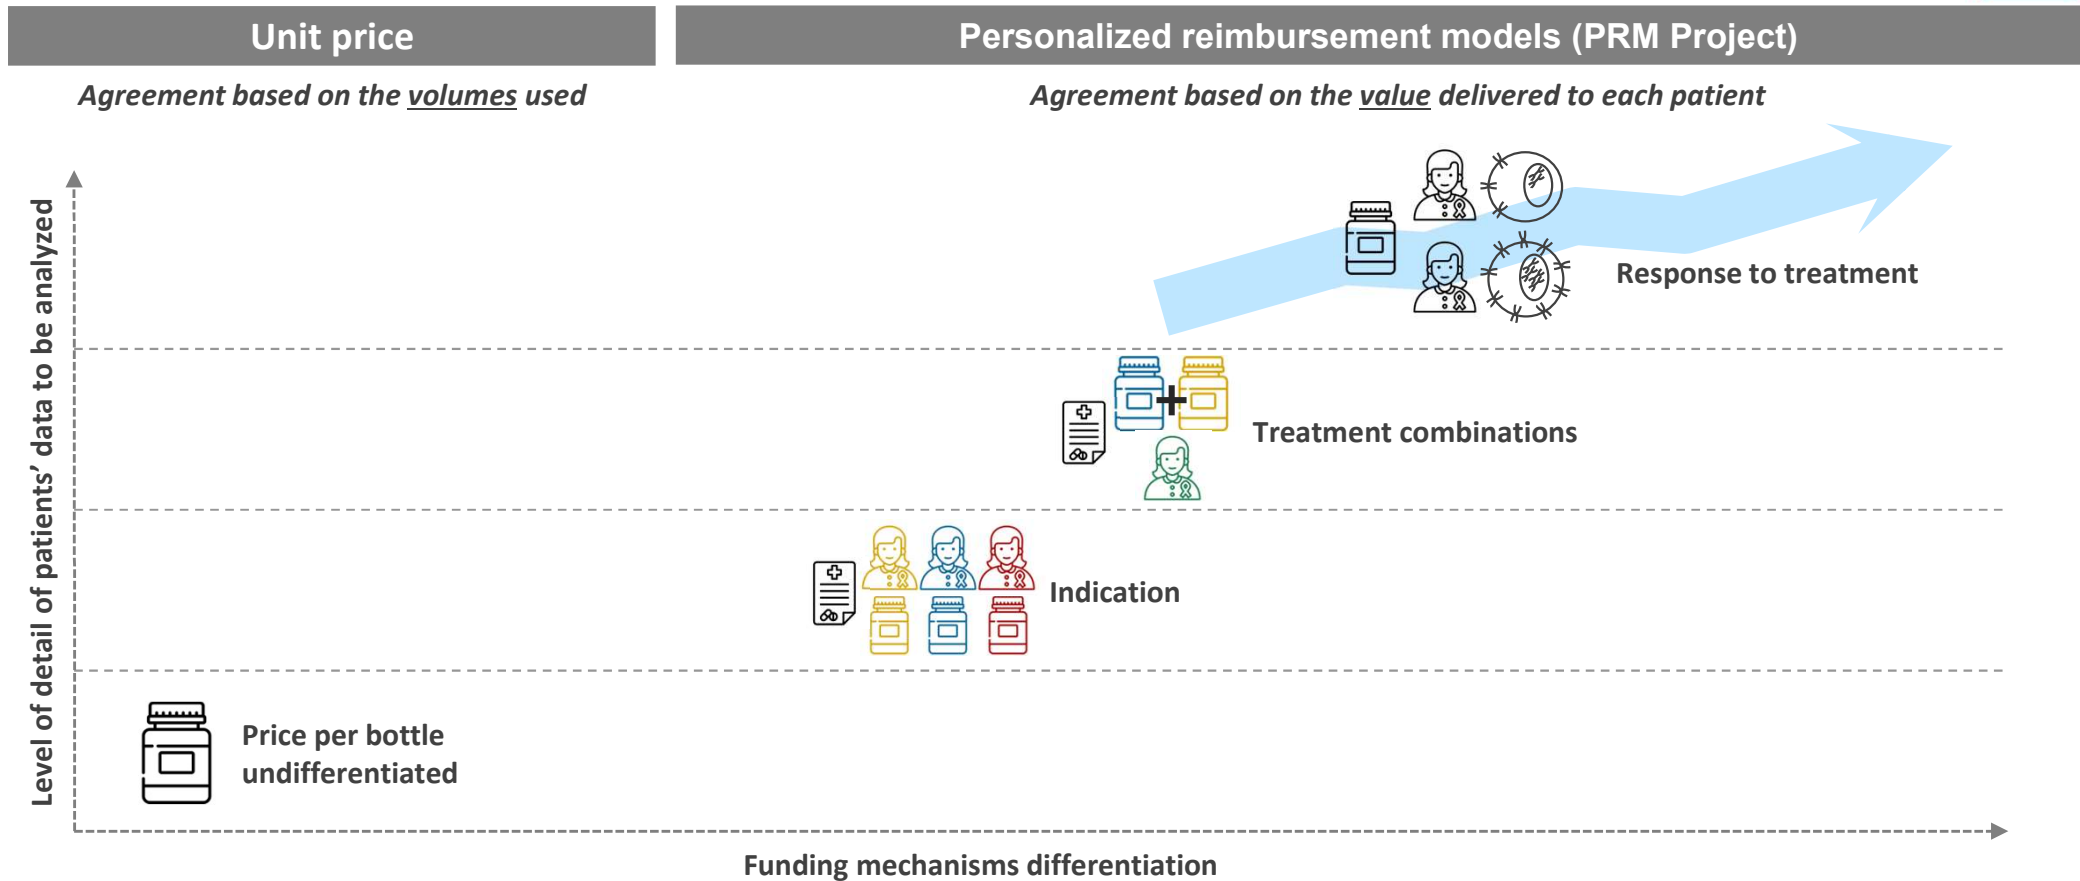 Unit price
Personalized reimbursement models (PRM Project)
Agreement based on the volumes used
Agreement based on the value delivered to each patient
Level of detail of patients’ data to be analyzed
Response to treatment
Treatment combinations
Indication
Price per bottle
undifferentiated
Funding mechanisms differentiation